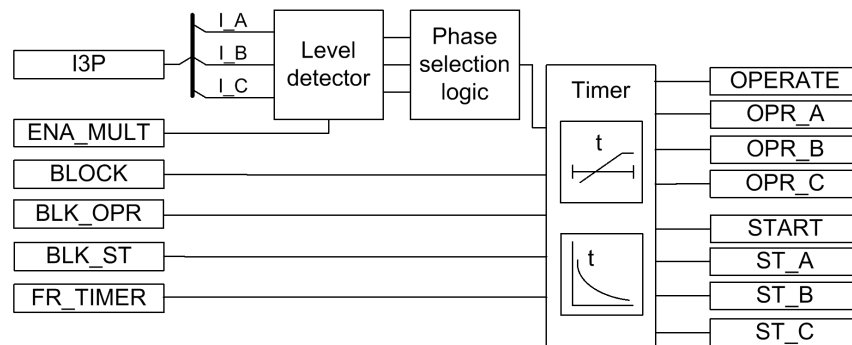 I3P
I_A
I_B
I_C
Level
detector
Phase
selection
logic
ENA_MULT
BLOCK
BLK_OPR
BLK_ST
FR_TIMER
Timer
t
t
OPERATE
OPR_A
OPR_B
OPR_C
START
ST_A
ST_B
ST_C